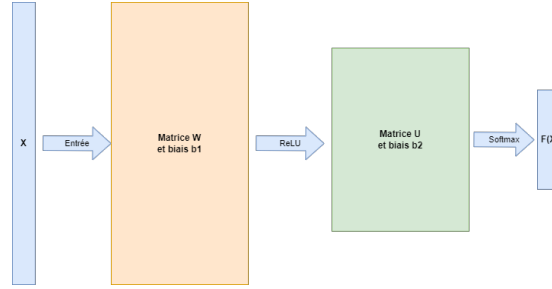 X
Entrée
Matrice W
et biais b1
ReLU
Matrice U
et biais b2
Softmax
F(X